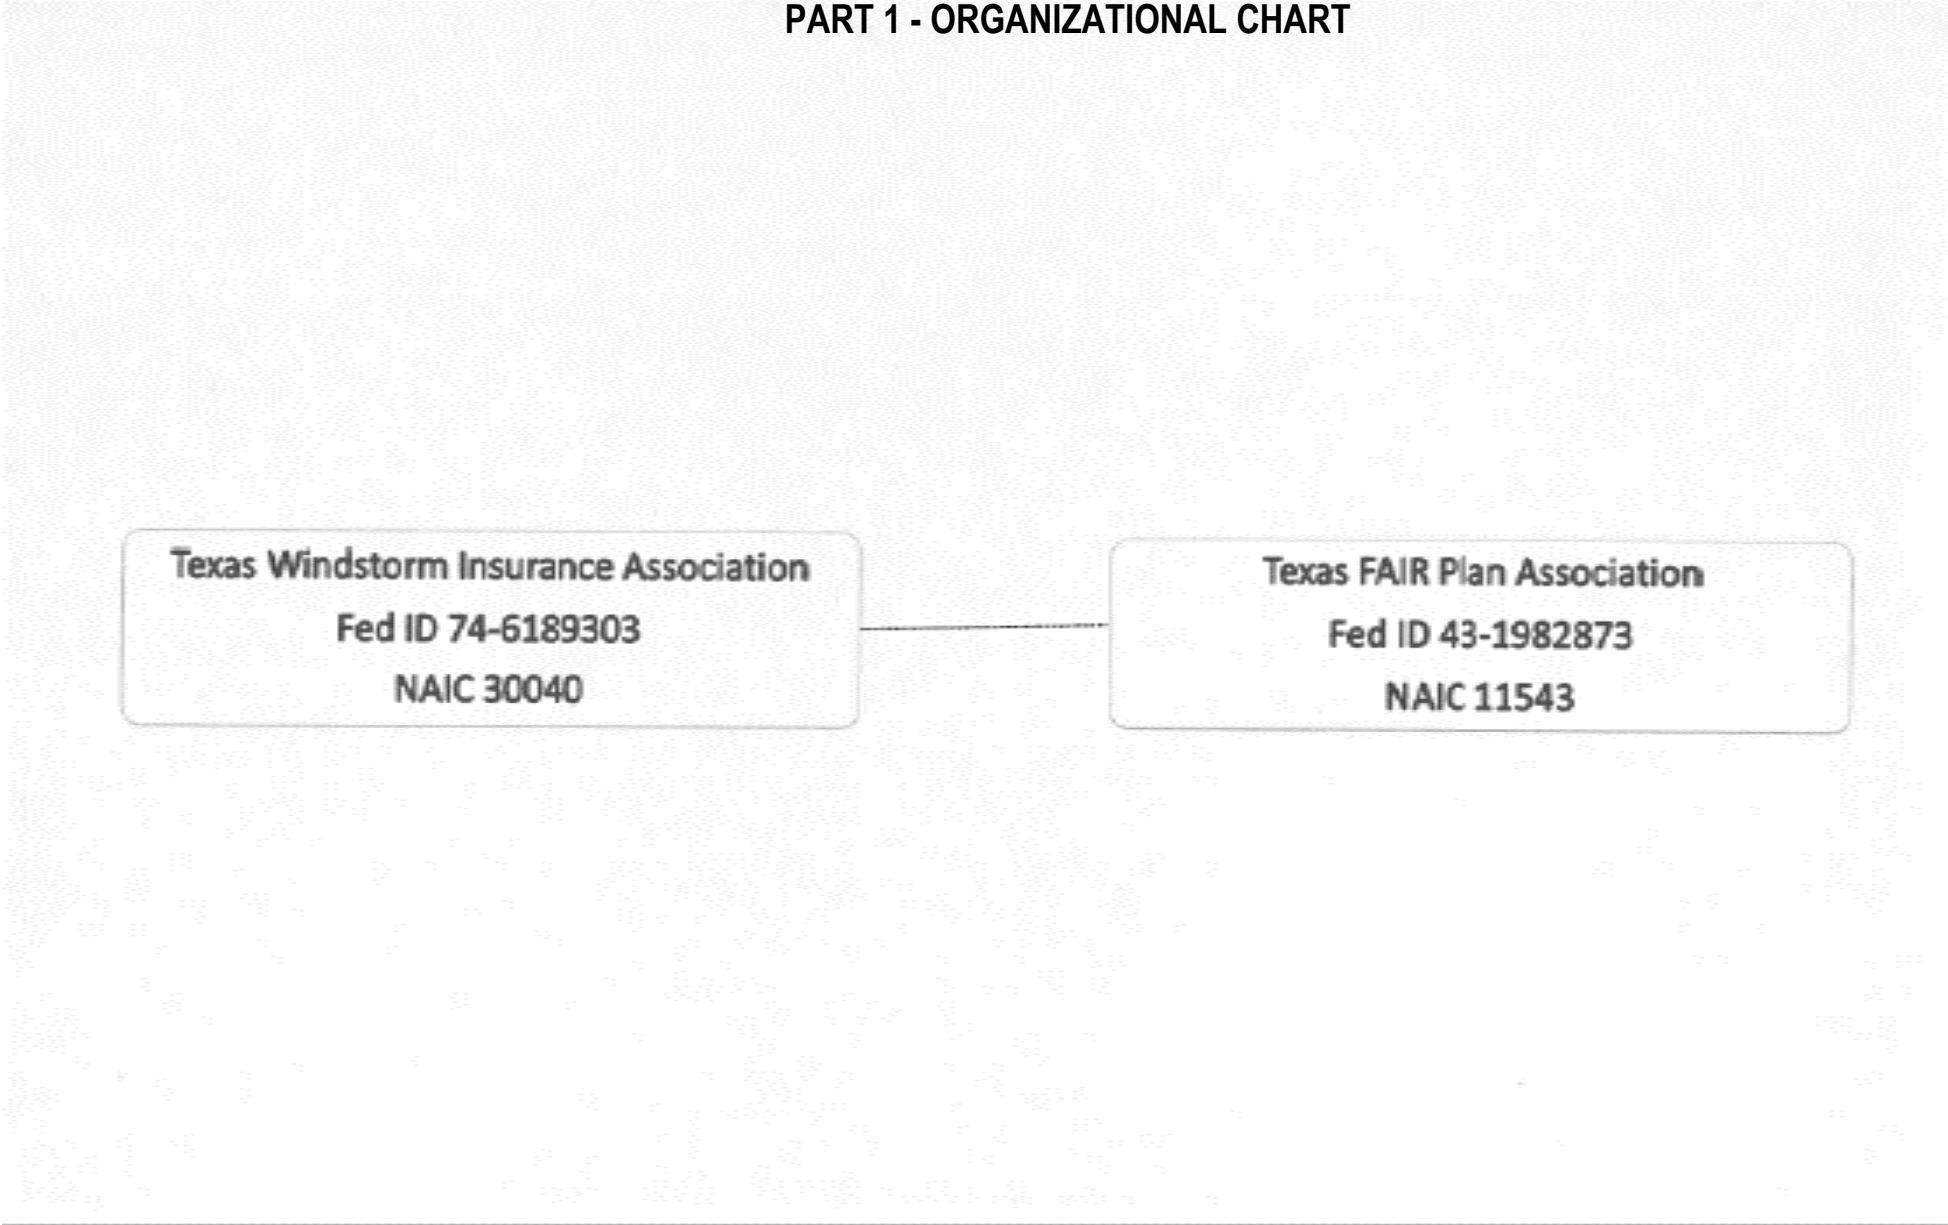 PART 1 - ORGANIZATIONAL CHART
Texas Windstorm Insurance Association
Fed ID 74-6189303
NAIC 30040
Texas FAIR Plan Association
Fed ID 43-1982873
NAIC 11543